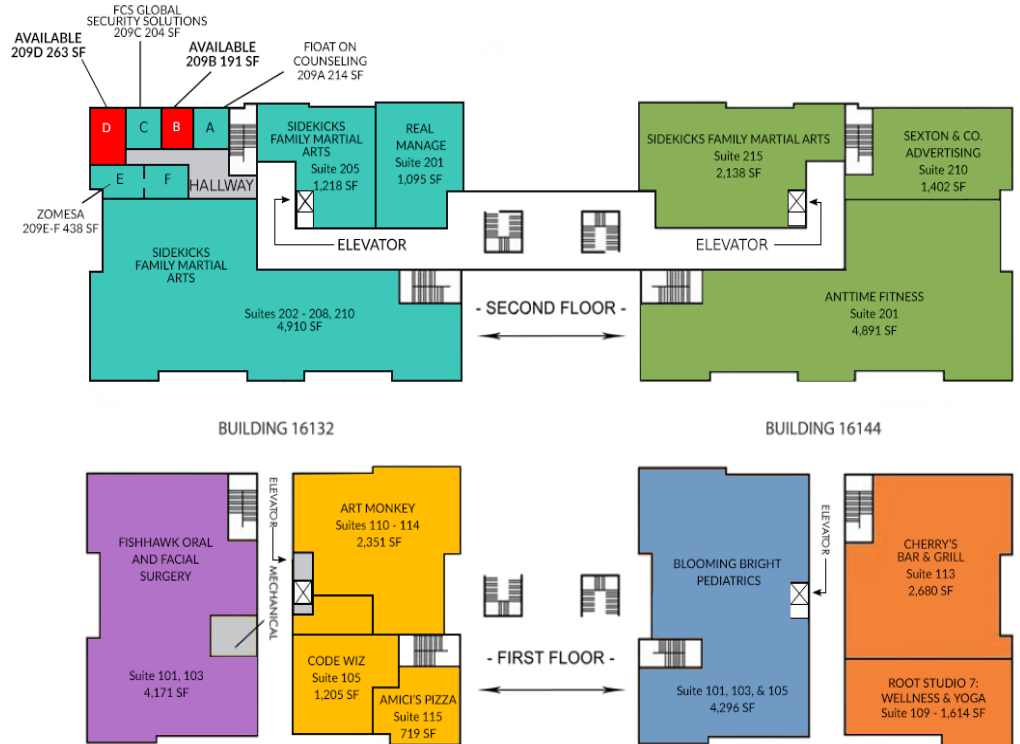 FCS GLOBAL
SECURITY SOLUTIONS
209C 204 SF
AVAILABLE
209D 263 SF
AVAILABLE
209B 191 SF
FIOAT ON
COUNSELING
209A 214 SF
D
C
B
A
E
F
HALLWAY
ZOMESA
209E-F 438 SF
SIDEKICKS
FAMILY MARTIAL
ARTS
Suite 205
1,218 SF
REAL
MANAGE
Suite 201
1,095 SF
ELEVATOR
SIDEKICKS
FAMILY MARTIAL
ARTS
Suites 202 - 208, 210
4,910 SF
SIDEKICKS FAMILY MARTIAL ARTS
Suite 215
2,138 SF
SEXTON & CO.
ADVERTISING
Suite 210
1,402 SF
ELEVATOR
ANTTIME FITNESS
Suite 201
4,891 SF
- SECOND FLOOR -
BUILDING 16132
BUILDING 16144
FISHHAWK ORAL
AND FACIAL
SURGERY
Suite 101, 103
4,171 SF
ELEVATOR
MECHANICAL
ART MONKEY
Suites 110 - 114
2,351 SF
CODE WIZ
Suite 105
1,205 SF
AMICI'S PIZZA
Suite 115
719 SF
- FIRST FLOOR -
BLOOMING BRIGHT
PEDIATRICS
Suite 101, 103, & 105
4,296 SF
ELEVATOR
CHERRY'S
BAR & GRILL
Suite 113
2,680 SF
ROOT STUDIO 7:
WELLNESS & YOGA
Suite 109 - 1,614 SF